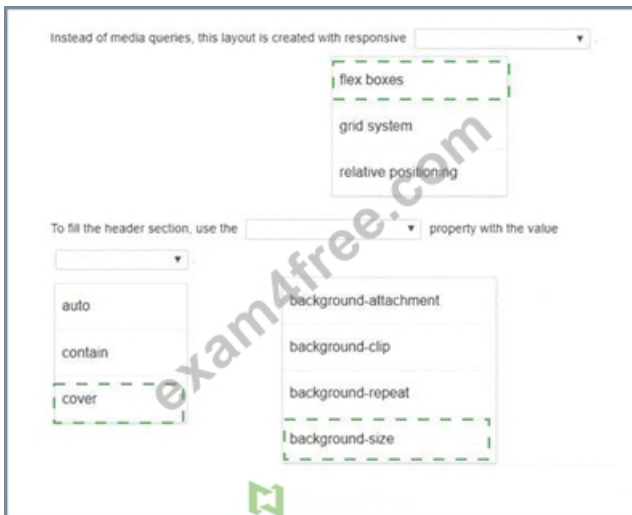 Instead of media queries, this layout is created with responsive .
flex boxes
grid system
relative positioning
To fill the header section, use the property with the value
.
auto
contain
cover
background-attachment
background-clip
background-repeat
background-size
exam4free.com